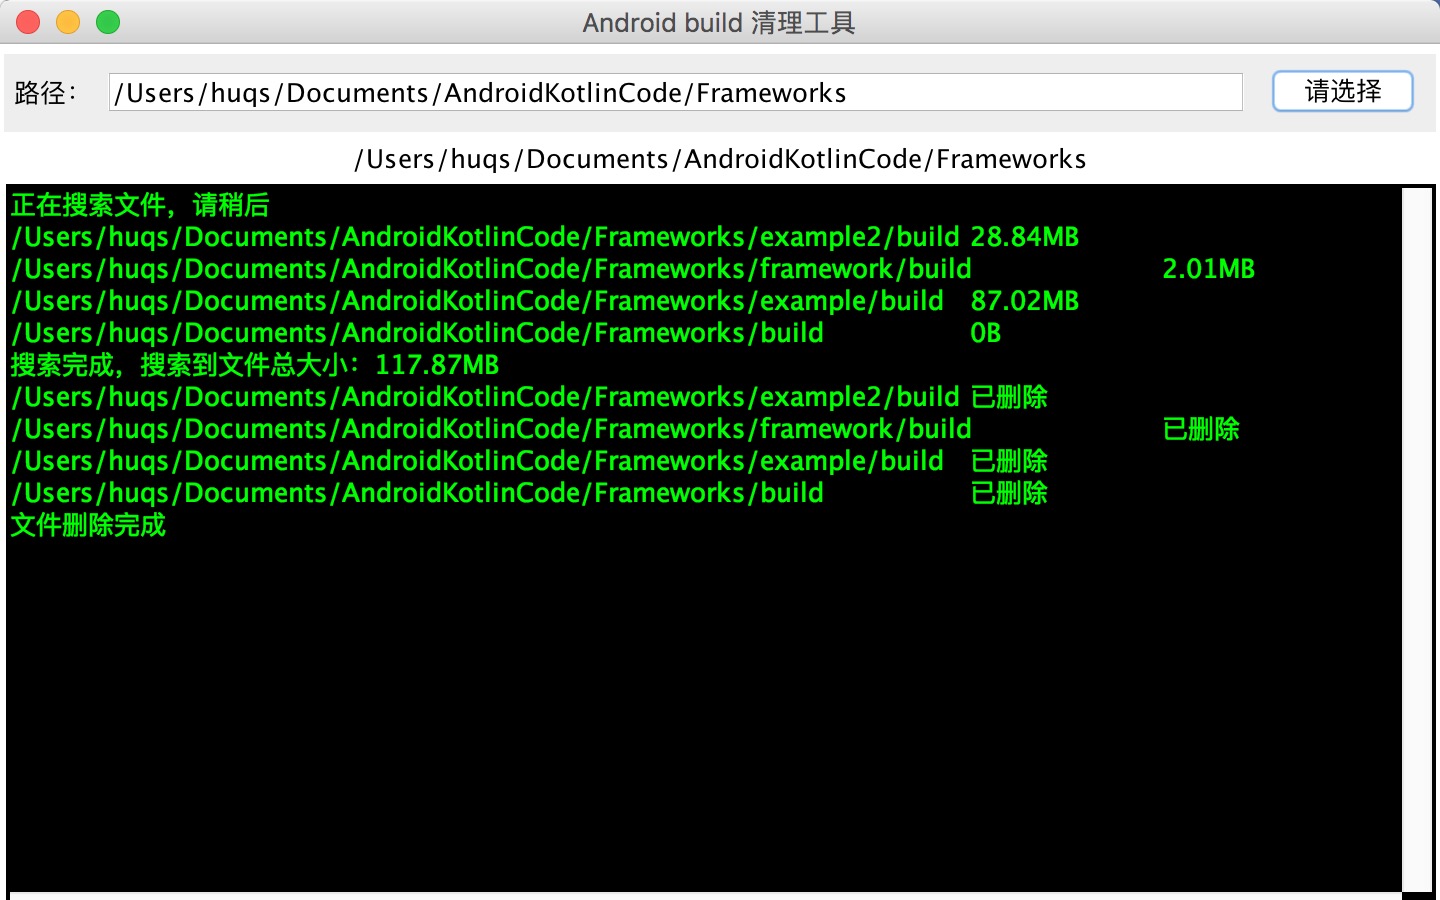 Android build 清理工具
路径： /Users/huqs/Documents/AndroidKotlinCode/Frameworks 请选择
/Users/huqs/Documents/AndroidKotlinCode/Frameworks
正在搜索文件，请稍后
/Users/huqs/Documents/AndroidKotlinCode/Frameworks/example2/build 28.84MB
/Users/huqs/Documents/AndroidKotlinCode/Frameworks/framework/build 2.01MB
/Users/huqs/Documents/AndroidKotlinCode/Frameworks/example/build 87.02MB
/Users/huqs/Documents/AndroidKotlinCode/Frameworks/build 0B
搜索完成，搜索到文件总大小：117.87MB
/Users/huqs/Documents/AndroidKotlinCode/Frameworks/example2/build 已删除
/Users/huqs/Documents/AndroidKotlinCode/Frameworks/framework/build 已删除
/Users/huqs/Documents/AndroidKotlinCode/Frameworks/example/build 已删除
/Users/huqs/Documents/AndroidKotlinCode/Frameworks/build 已删除
文件删除完成